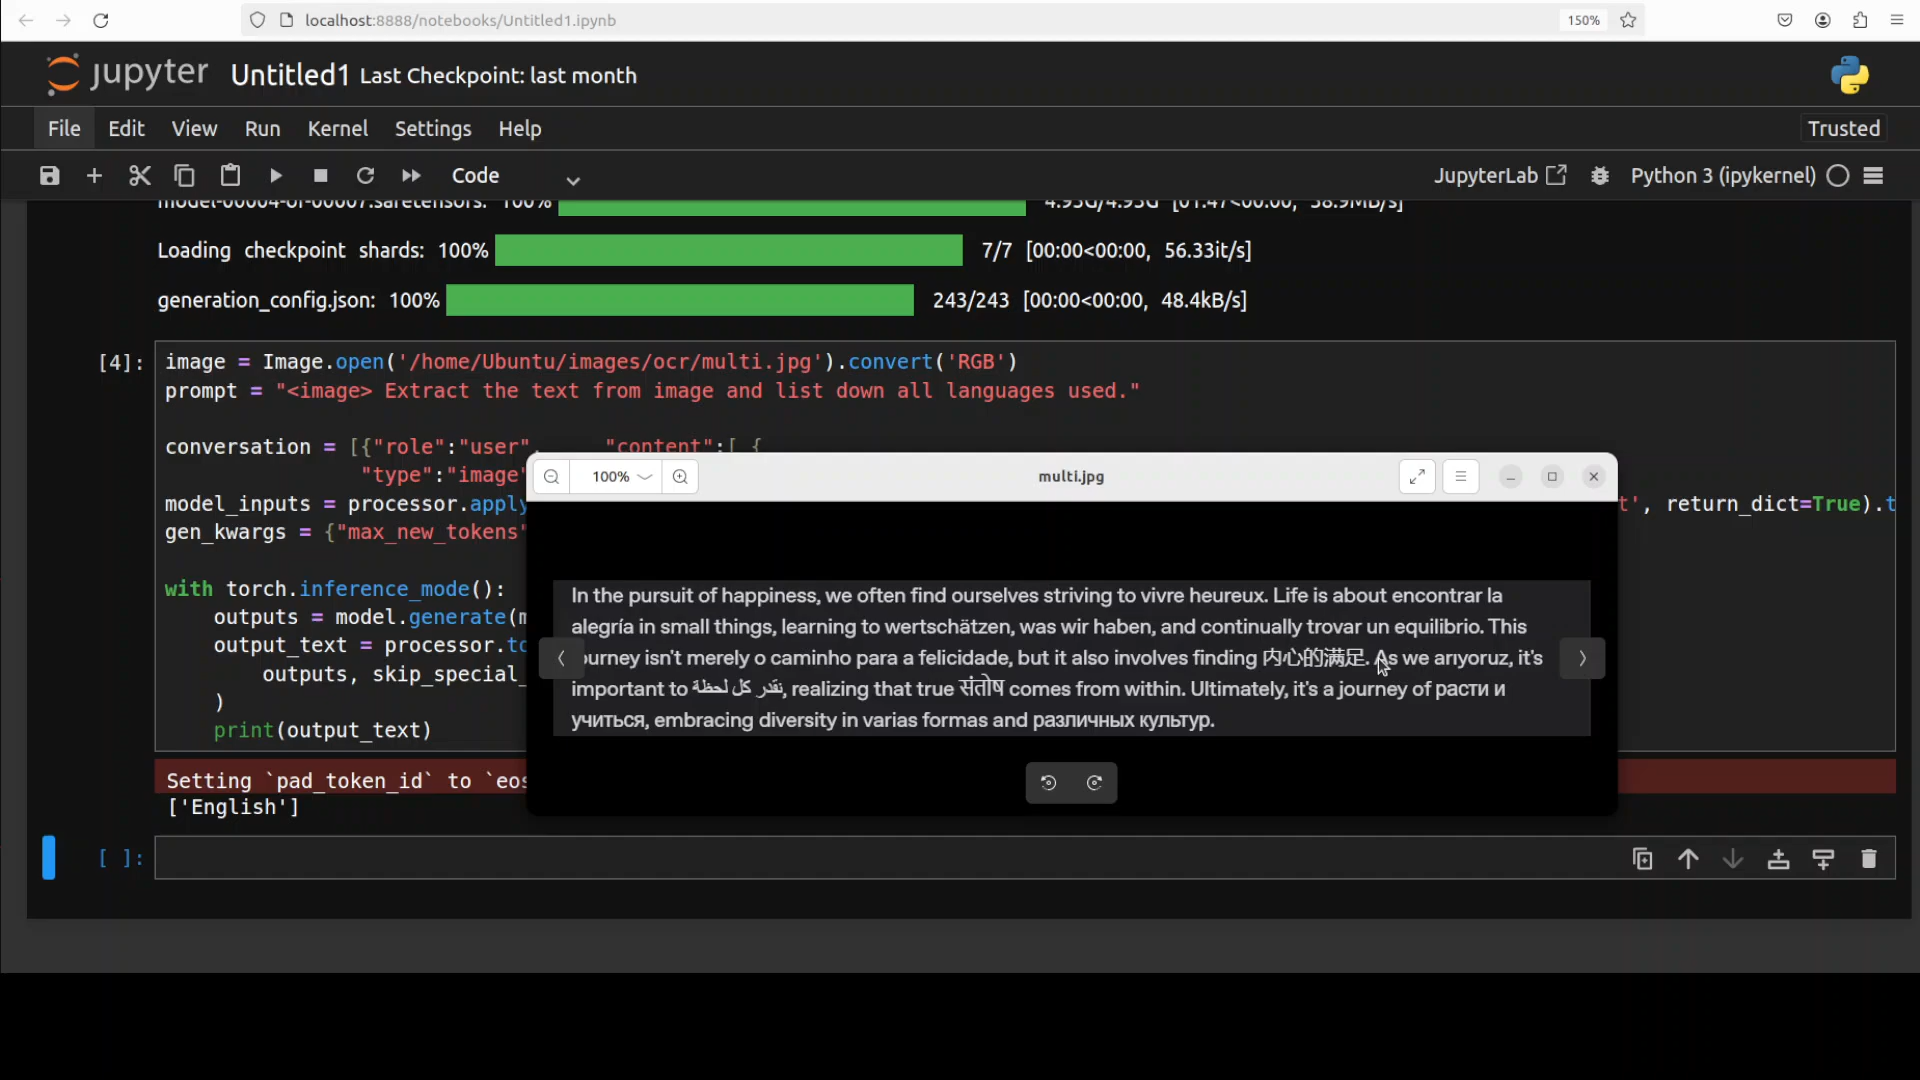 localhost:8888/notebooks/Untitled1.ipynb 150%
jupyter Untitled1 Last Checkpoint: last month
File Edit View Run Kernel Settings Help Trusted
Code JupyterLab Python 3 (ipykernel)
100% 4.93G/4.93G
Loading checkpoint shards: 100% 7/7 [00:00<00:00, 56.33it/s]
generation_config.json: 100% 243/243 [00:00<00:00, 48.4kB/s]
[4]: image = Image.open('/home/Ubuntu/images/ocr/multi.jpg').convert('RGB')
prompt = "<image> Extract the text from image and list down all languages used."
conversation = [{"role":"user", "content":[ {
"type":"image"
model_inputs = processor.apply t', return_dict=True).t
gen_kwargs = {"max_new_tokens"
with torch.inference_mode():
outputs = model.generate(m
output_text = processor.to
outputs, skip_special_
)
print(output_text)
Setting `pad_token_id` to `eos
['English']
[ ]:
100% multi.jpg
In the pursuit of happiness, we often find ourselves striving to vivre heureux. Life is about encontrar la
alegría in small things, learning to wertschätzen, was wir haben, and continually trovar un equilibrio. This
ourney isn't merely o caminho para a felicidade, but it also involves finding 内心的满足. As we arıyoruz, it's
important to نقدر كل لحظة, realizing that true संतोष comes from within. Ultimately, it's a journey of расти и
учиться, embracing diversity in varias formas and различных культур.